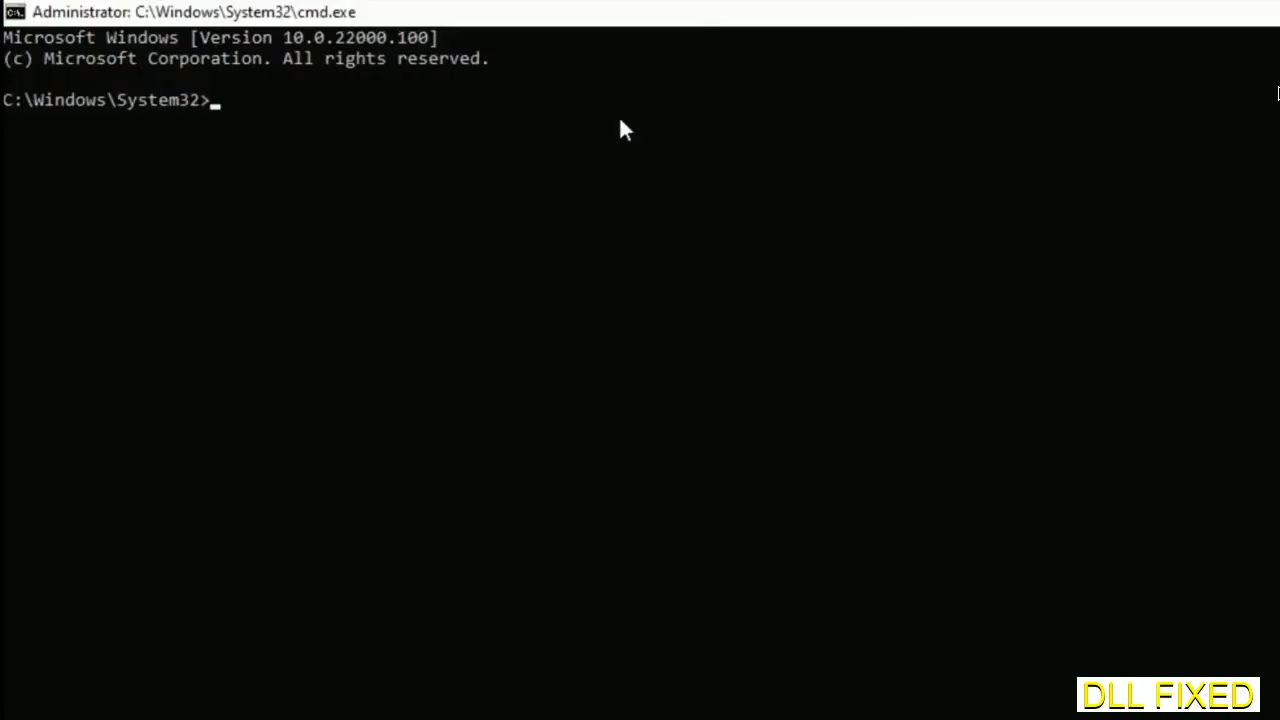 Administrator: C:\Windows\System32\cmd.exe
Microsoft Windows [Version 10.0.22000.100]
(c) Microsoft Corporation. All rights reserved.
C:\Windows\System32>
DLL FIXED